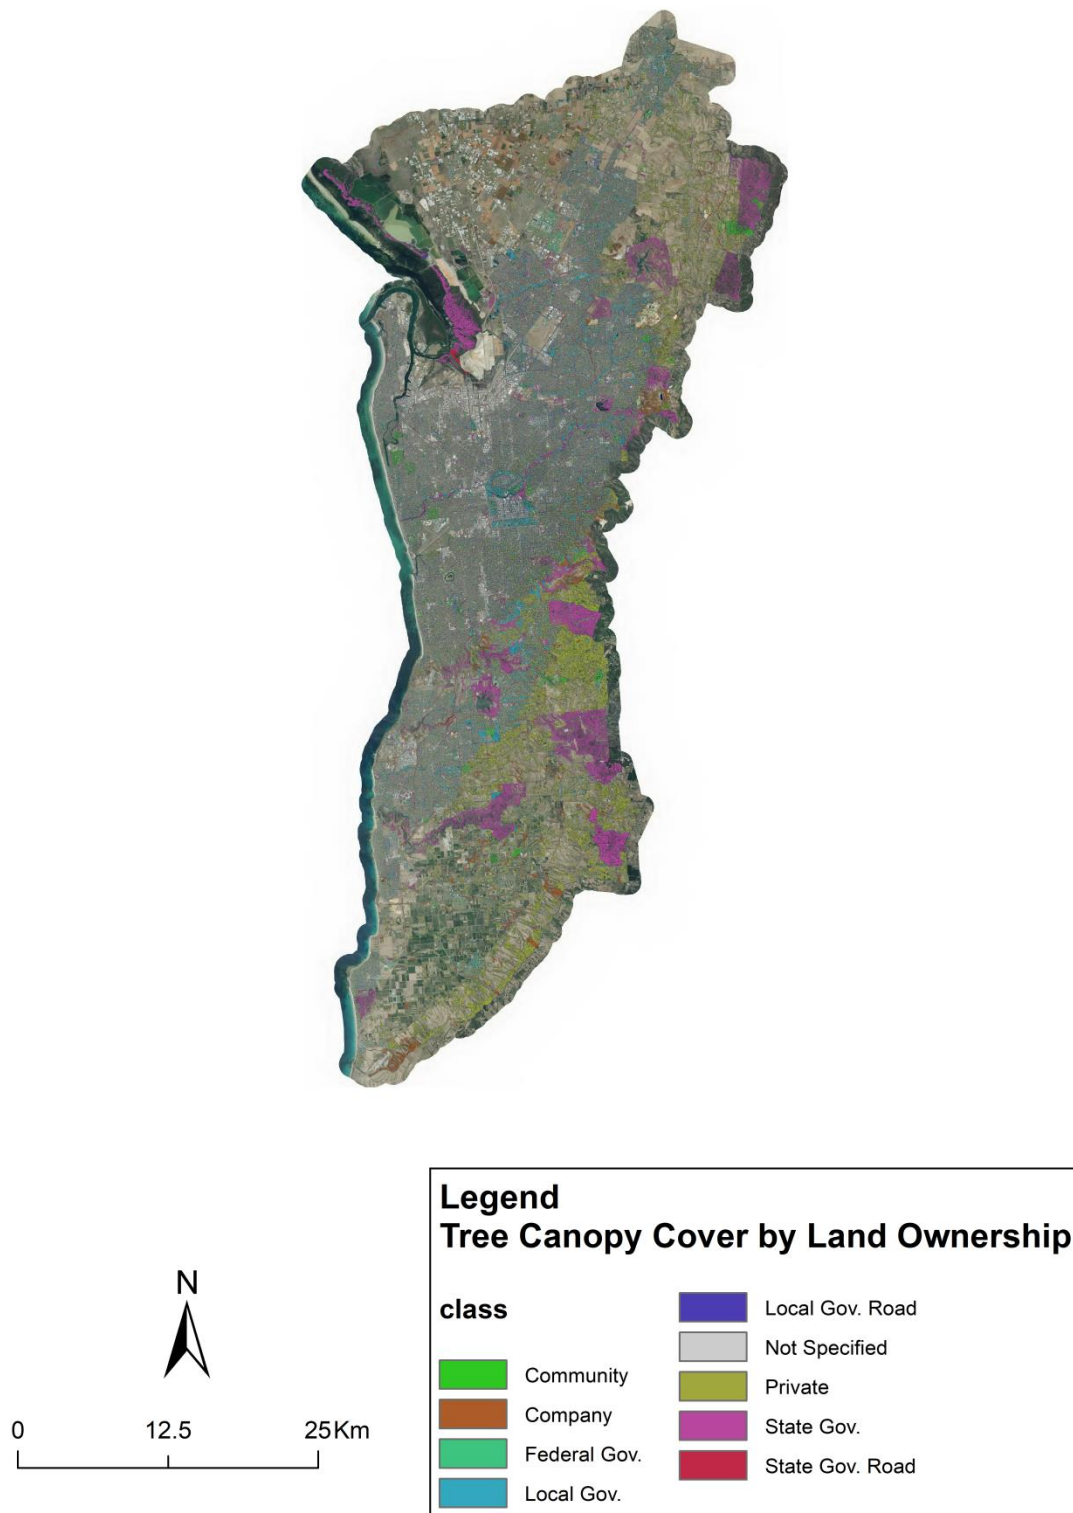 Legend
Tree Canopy Cover by Land Ownership
class
Community
Company
Federal Gov.
Local Gov.
Local Gov. Road
Not Specified
Private
State Gov.
State Gov. Road
N
0 12.5 25Km